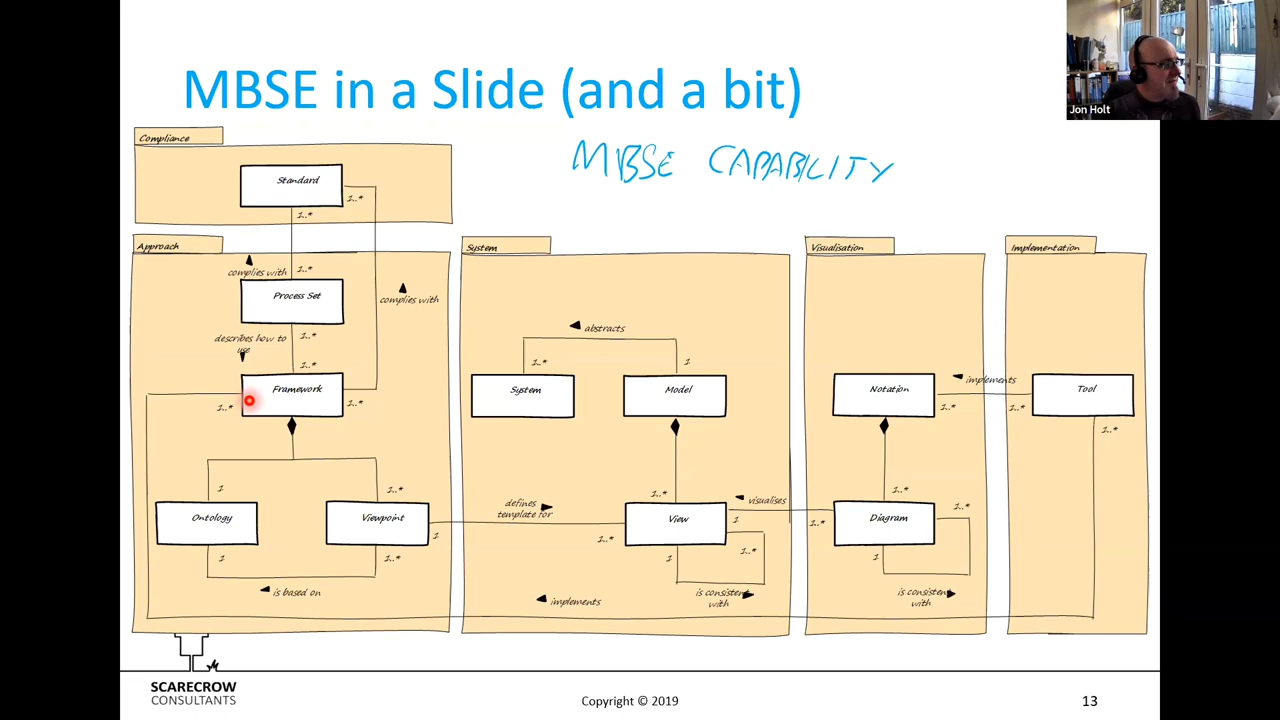 MBSE in a Slide (and a bit)
Jon Holt
MBSE CAPABILITY
Compliance
Standard
1..*
1..*
Approach
complies with
1..*
Process Set
complies with
describes how to
use
1..*
1..*
Framework
1..*
1..*
1
1..*
Ontology
Viewpoint
1
1
1..*
is based on
System
abstracts
1..*
1
System
Model
defines
template for
1..*
1..*
View
1
visualises
1
1..*
is consistent
with
implements
Visualisation
Notation
1..*
1..*
1..*
Diagram
1..*
1
is consistent
with
Implementation
implements
1..*
Tool
1..*
SCARECROW
CONSULTANTS
Copyright © 2019
13